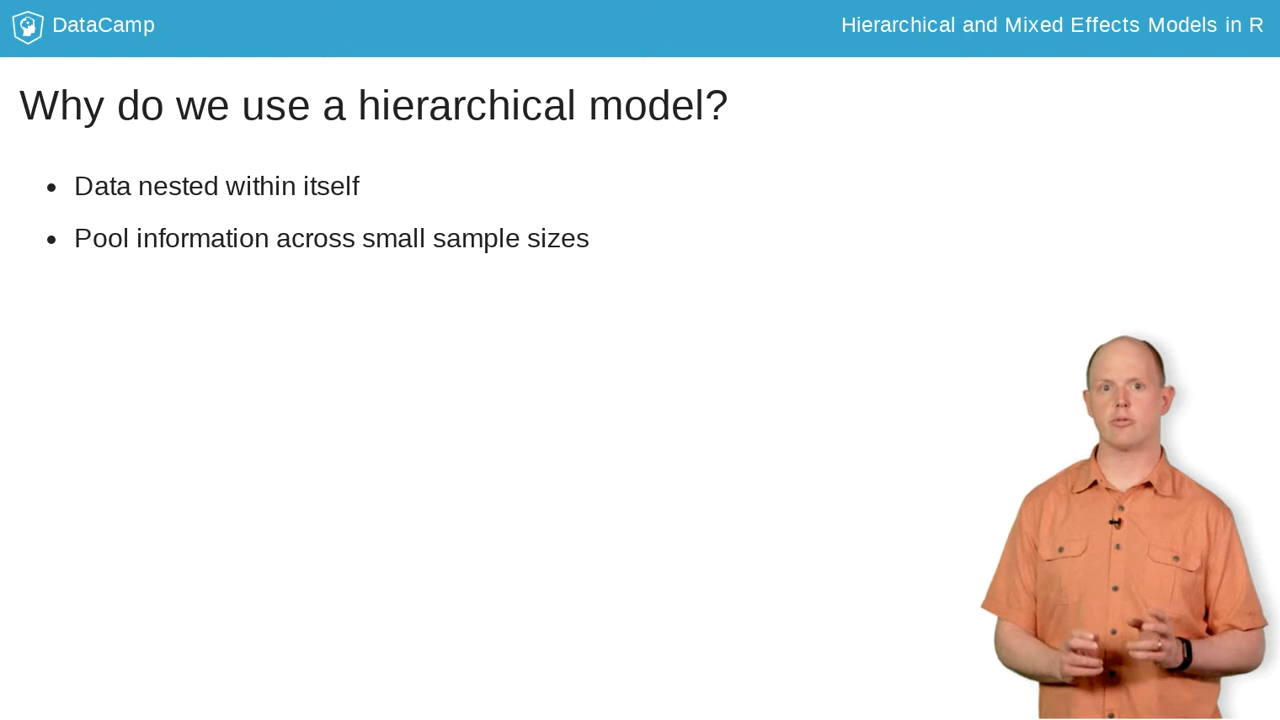 DataCamp
Hierarchical and Mixed Effects Models in R
Why do we use a hierarchical model?
Data nested within itself
Pool information across small sample sizes